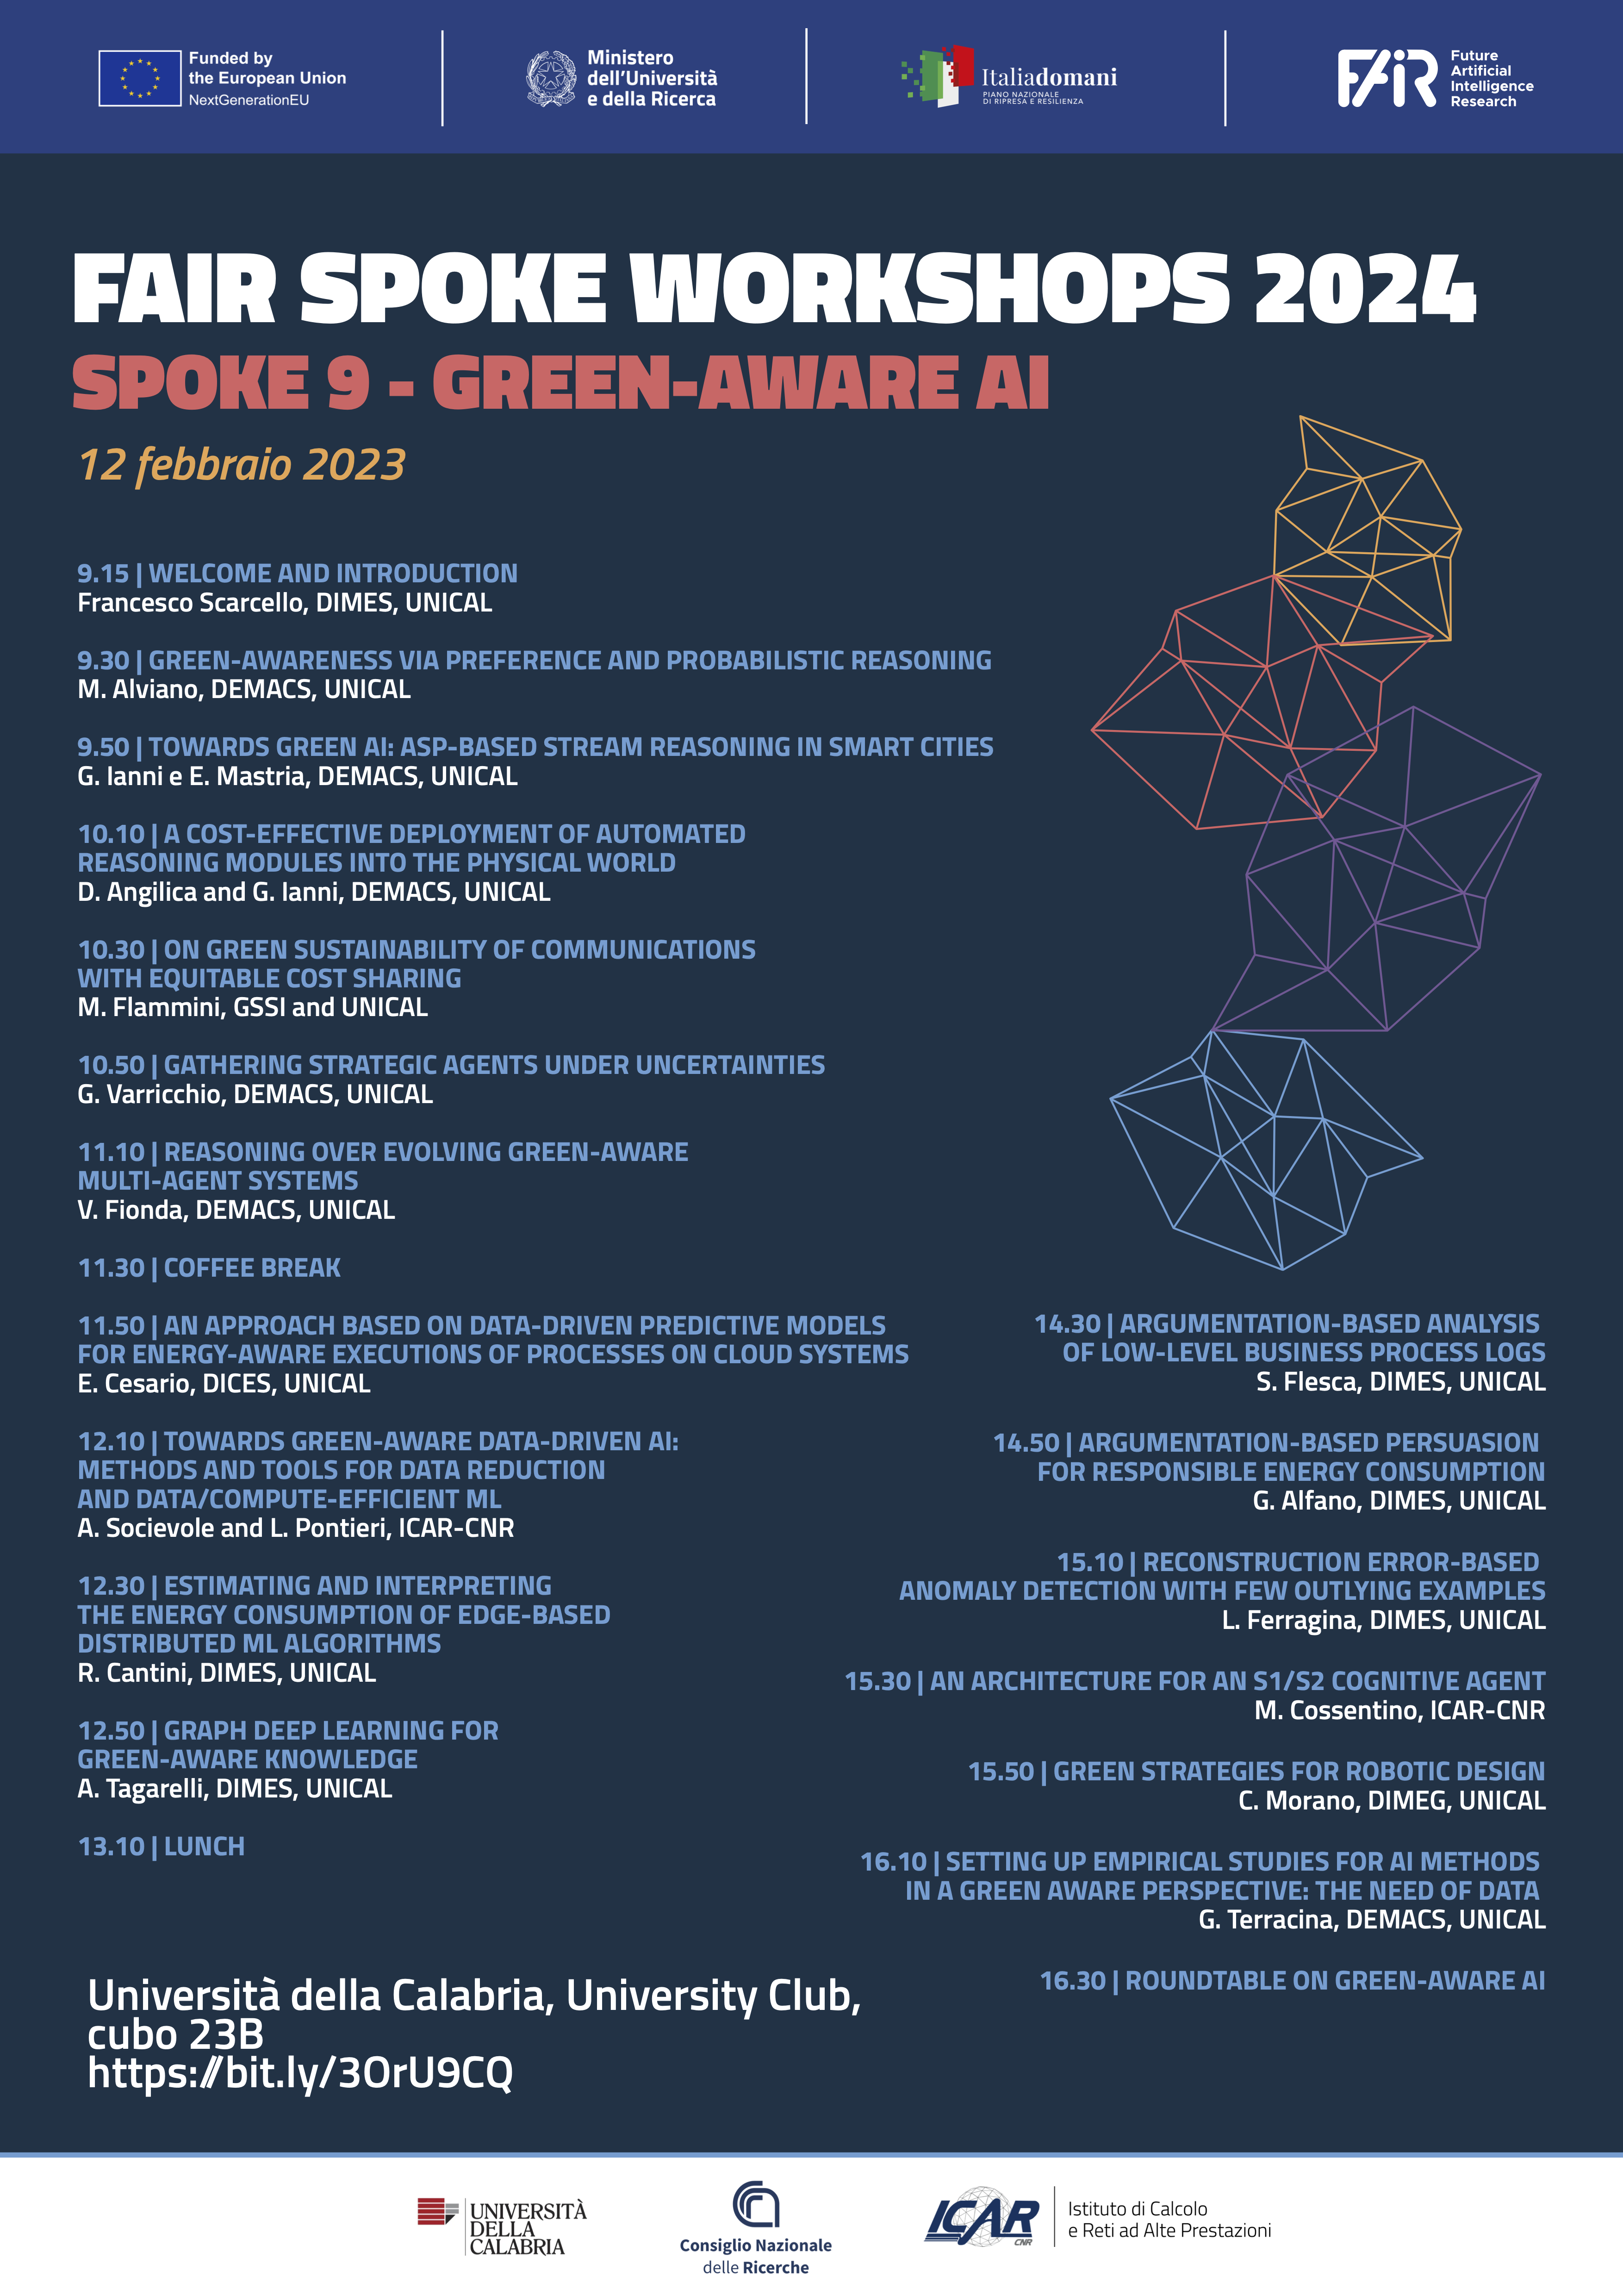 Funded by
the European Union
NextGenerationEU
Ministero
dell'Università
e della Ricerca
Italiadomani
PIANO NAZIONALE
DI RIPRESA E RESILIENZA
FAIR
Future
Artificial
Intelligence
Research
FAIR SPOKE WORKSHOPS 2024
SPOKE 9 - GREEN-AWARE AI
12 febbraio 2023
9.15 | WELCOME AND INTRODUCTION
Francesco Scarcello, DIMES, UNICAL
9.30 | GREEN-AWARENESS VIA PREFERENCE AND PROBABILISTIC REASONING
M. Alviano, DEMACS, UNICAL
9.50 | TOWARDS GREEN AI: ASP-BASED STREAM REASONING IN SMART CITIES
G. Ianni e E. Mastria, DEMACS, UNICAL
10.10 | A COST-EFFECTIVE DEPLOYMENT OF AUTOMATED
REASONING MODULES INTO THE PHYSICAL WORLD
D. Angilica and G. Ianni, DEMACS, UNICAL
10.30 | ON GREEN SUSTAINABILITY OF COMMUNICATIONS
WITH EQUITABLE COST SHARING
M. Flammini, GSSI and UNICAL
10.50 | GATHERING STRATEGIC AGENTS UNDER UNCERTAINTIES
G. Varricchio, DEMACS, UNICAL
11.10 | REASONING OVER EVOLVING GREEN-AWARE
MULTI-AGENT SYSTEMS
V. Fionda, DEMACS, UNICAL
11.30 | COFFEE BREAK
11.50 | AN APPROACH BASED ON DATA-DRIVEN PREDICTIVE MODELS
FOR ENERGY-AWARE EXECUTIONS OF PROCESSES ON CLOUD SYSTEMS
E. Cesario, DICES, UNICAL
12.10 | TOWARDS GREEN-AWARE DATA-DRIVEN AI:
METHODS AND TOOLS FOR DATA REDUCTION
AND DATA/COMPUTE-EFFICIENT ML
A. Socievole and L. Pontieri, ICAR-CNR
12.30 | ESTIMATING AND INTERPRETING
THE ENERGY CONSUMPTION OF EDGE-BASED
DISTRIBUTED ML ALGORITHMS
R. Cantini, DIMES, UNICAL
12.50 | GRAPH DEEP LEARNING FOR
GREEN-AWARE KNOWLEDGE
A. Tagarelli, DIMES, UNICAL
13.10 | LUNCH
14.30 | ARGUMENTATION-BASED ANALYSIS
OF LOW-LEVEL BUSINESS PROCESS LOGS
S. Flesca, DIMES, UNICAL
14.50 | ARGUMENTATION-BASED PERSUASION
FOR RESPONSIBLE ENERGY CONSUMPTION
G. Alfano, DIMES, UNICAL
15.10 | RECONSTRUCTION ERROR-BASED
ANOMALY DETECTION WITH FEW OUTLYING EXAMPLES
L. Ferragina, DIMES, UNICAL
15.30 | AN ARCHITECTURE FOR AN S1/S2 COGNITIVE AGENT
M. Cossentino, ICAR-CNR
15.50 | GREEN STRATEGIES FOR ROBOTIC DESIGN
C. Morano, DIMEG, UNICAL
16.10 | SETTING UP EMPIRICAL STUDIES FOR AI METHODS
IN A GREEN AWARE PERSPECTIVE: THE NEED OF DATA
G. Terracina, DEMACS, UNICAL
16.30 | ROUNDTABLE ON GREEN-AWARE AI
Università della Calabria, University Club,
cubo 23B
https://bit.ly/3OrU9CQ
UNIVERSITÀ
DELLA
CALABRIA
Consiglio Nazionale
delle Ricerche
ICAR
CNR
Istituto di Calcolo
e Reti ad Alte Prestazioni